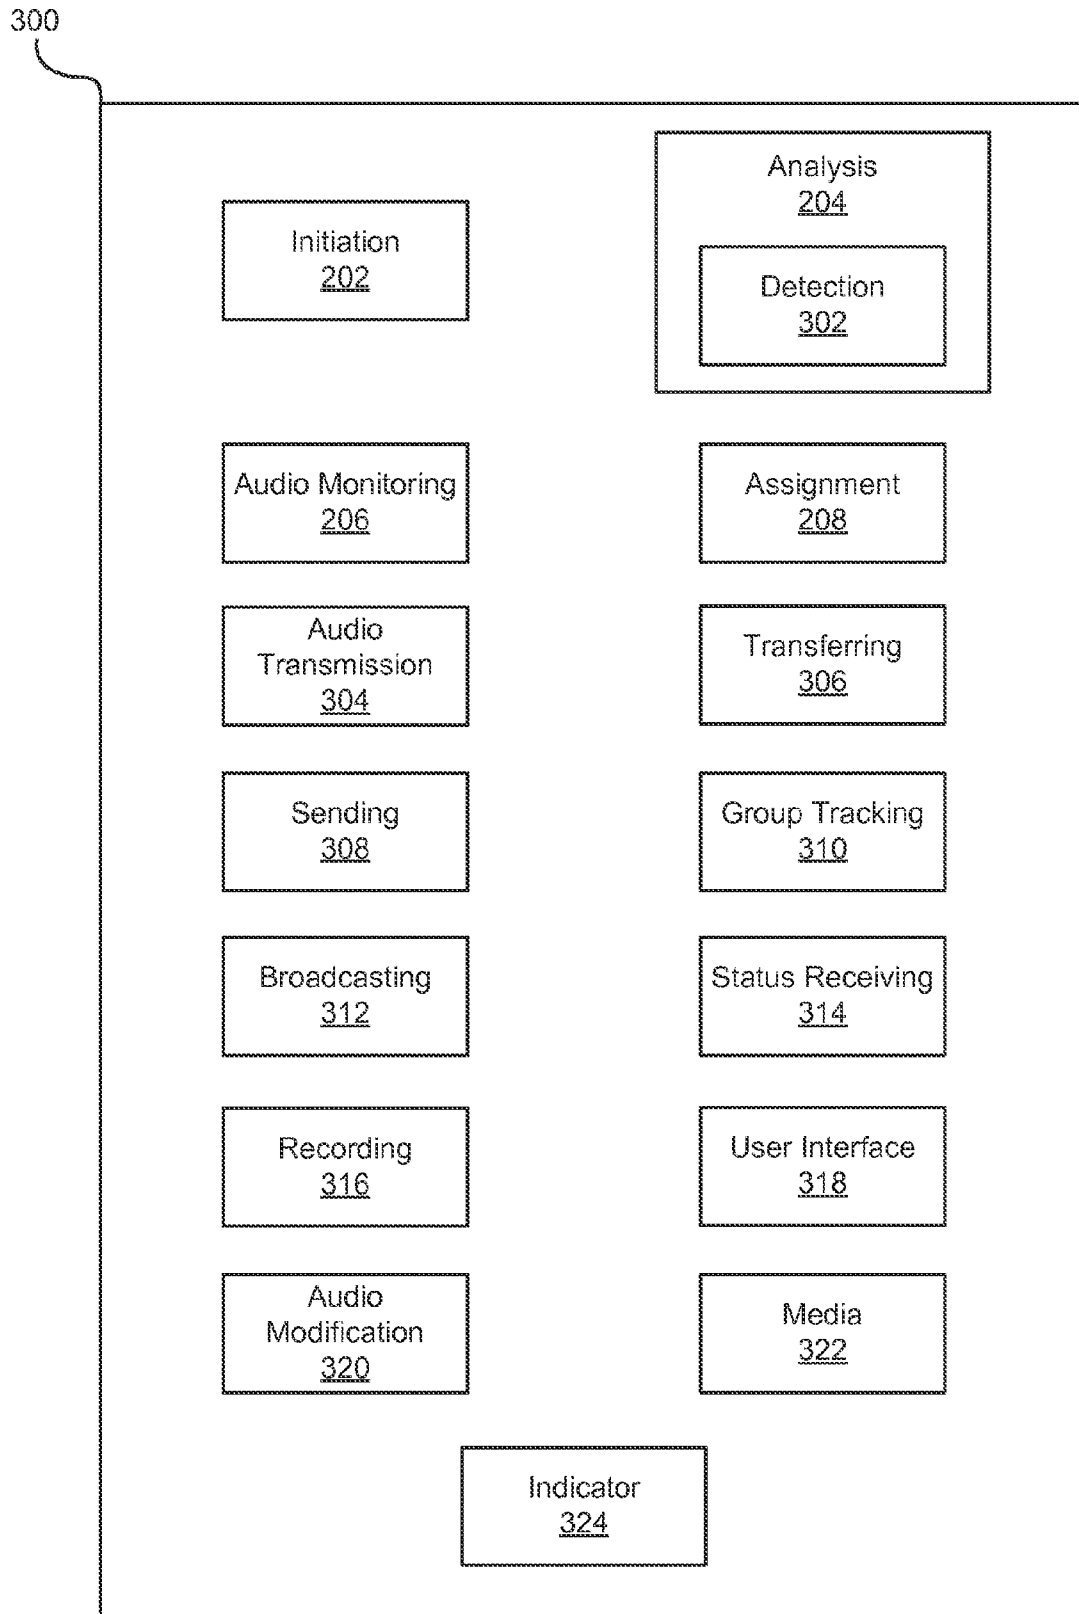 300
Analysis
204
Initiation
202
Detection
302
Audio Monitoring
206
Assignment
208
Audio
Transmission
304
Transferring
306
Sending
308
Group Tracking
310
Broadcasting
312
Status Receiving
314
Recording
316
User Interface
318
Audio
Modification
320
Media
322
Indicator
324